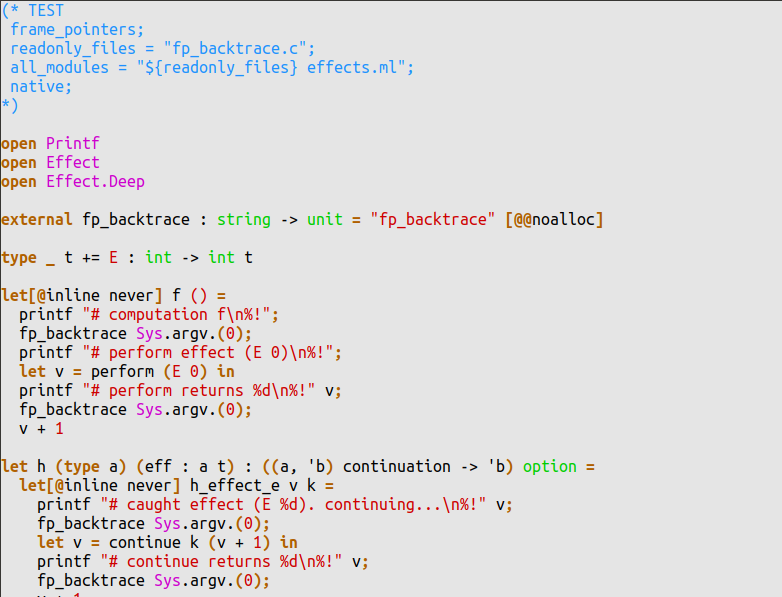 (* TEST
 frame_pointers;
 readonly_files = "fp_backtrace.c";
 all_modules = "${readonly_files} effects.ml";
 native;
*)

open Printf
open Effect
open Effect.Deep

external fp_backtrace : string -> unit = "fp_backtrace" [@@noalloc]

type _ t += E : int -> int t

let[@inline never] f () =
  printf "# computation f\n%!";
  fp_backtrace Sys.argv.(0);
  printf "# perform effect (E 0)\n%!";
  let v = perform (E 0) in
  printf "# perform returns %d\n%!" v;
  fp_backtrace Sys.argv.(0);
  v + 1

let h (type a) (eff : a t) : ((a, 'b) continuation -> 'b) option =
  let[@inline never] h_effect_e v k =
    printf "# caught effect (E %d). continuing...\n%!" v;
    fp_backtrace Sys.argv.(0);
    let v = continue k (v + 1) in
    printf "# continue returns %d\n%!" v;
    fp_backtrace Sys.argv.(0);